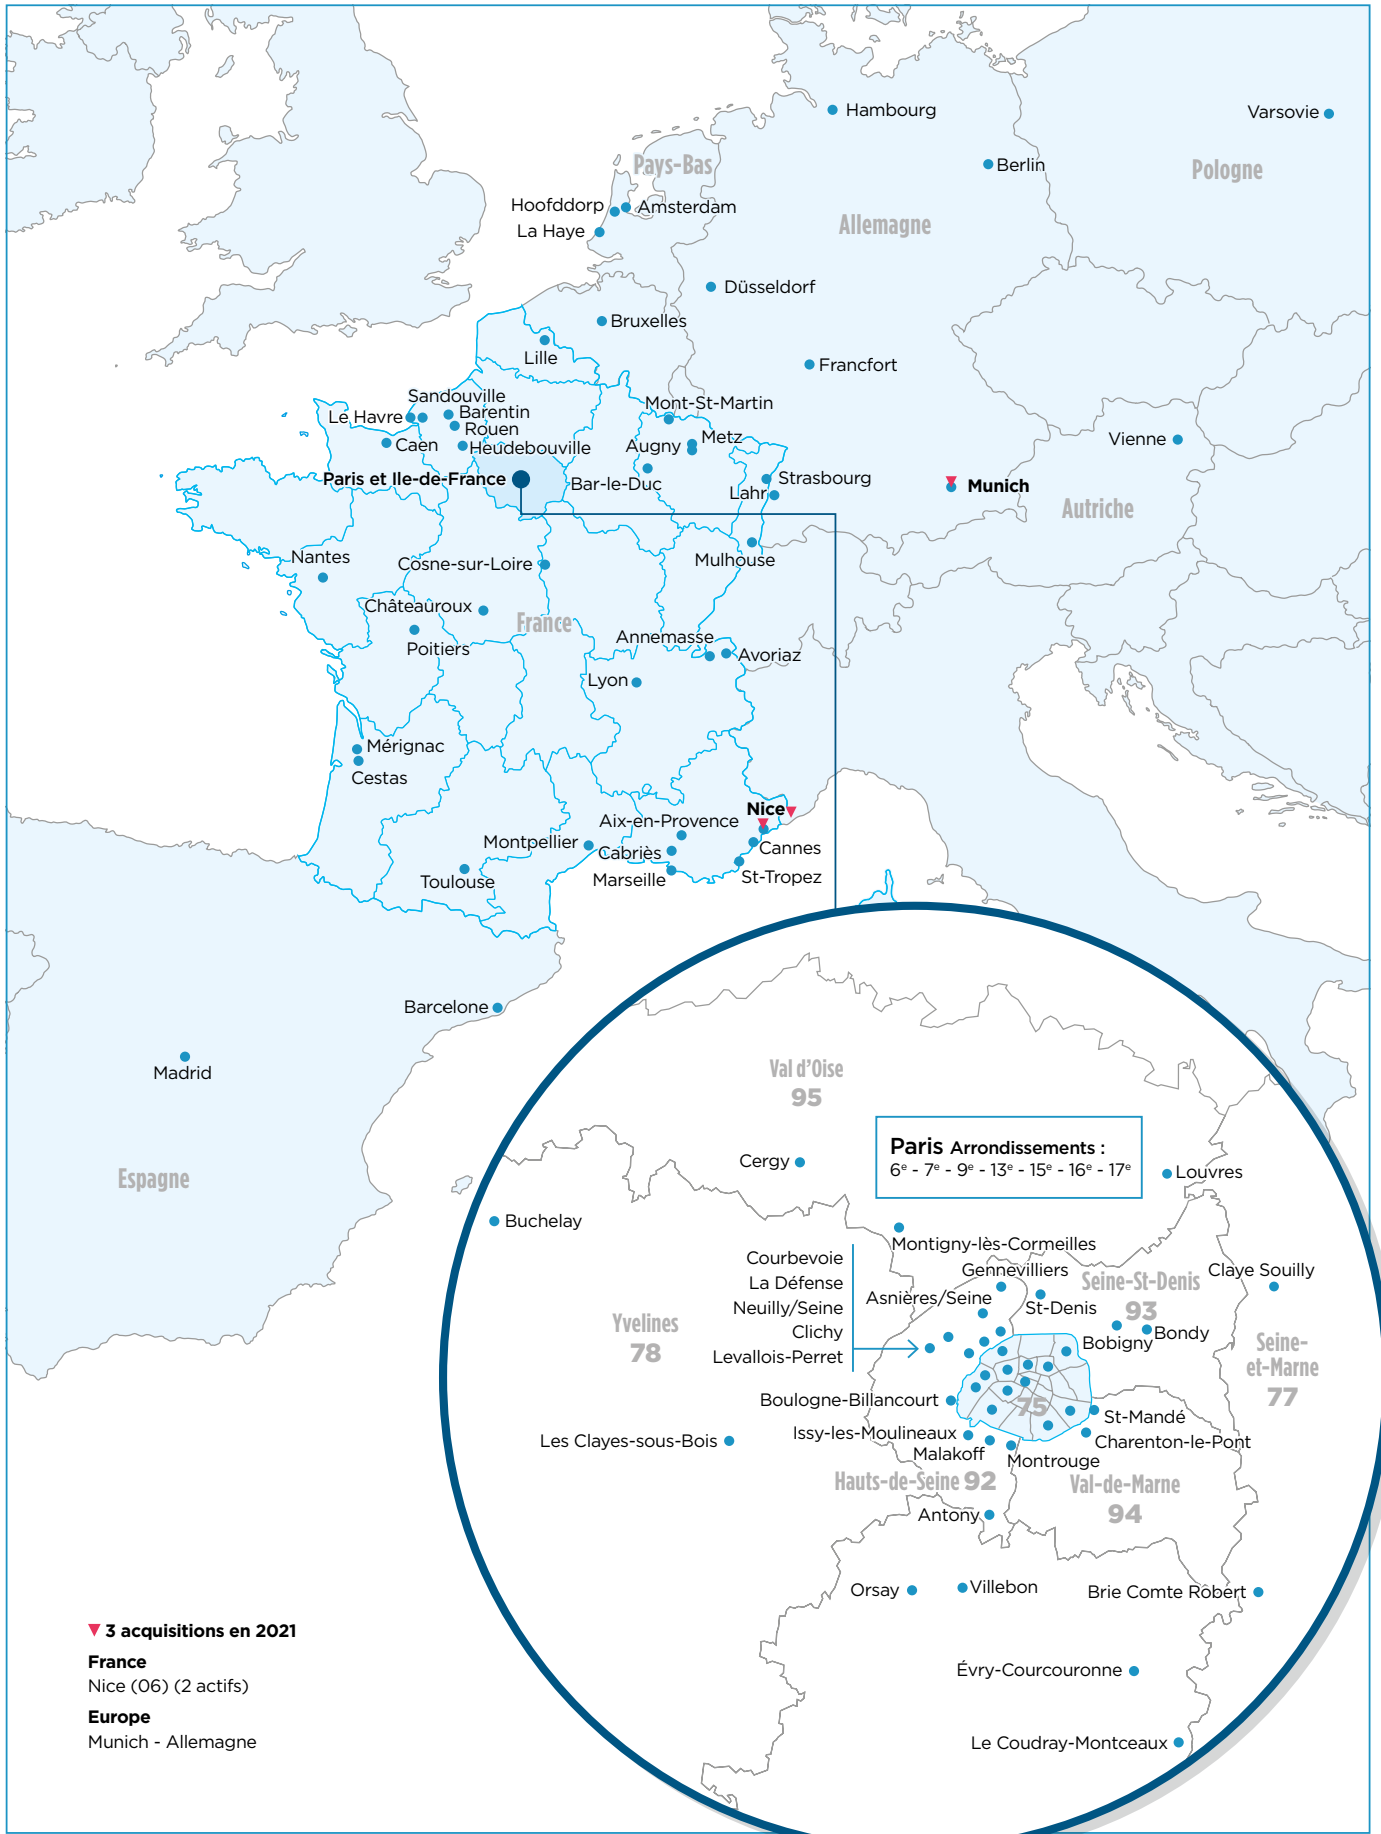 Hambourg
Varsovie
Pays-Bas
Berlin
Pologne
Hoofddorp
Amsterdam
La Haye
Allemagne
Düsseldorf
Bruxelles
Lille
Francfort
Sandouville
Mont-St-Martin
Le Havre
Barentin
Rouen
Metz
Caen
Heudebouville
Augny
Vienne
Paris et Ile-de-France
Bar-le-Duc
Strasbourg
Lahr
Munich
Autriche
Nantes
Cosne-sur-Loire
Mulhouse
Châteauroux
France
Annemasse
Poitiers
Avoriaz
Lyon
Mérignac
Cestas
Nice
Aix-en-Provence
Montpellier
Cabriès
Cannes
Marseille
St-Tropez
Toulouse
Barcelone
Madrid
Espagne
Val d'Oise
95
Paris Arrondissements :
6e - 7e - 9e - 13e - 15e - 16e - 17e
Cergy
Louvres
Buchelay
Montigny-lès-Cormeilles
Courbevoie
La Défense
Neuilly/Seine
Clichy
Levallois-Perret
Gennevilliers
Asnières/Seine
St-Denis
Seine-St-Denis
93
Claye Souilly
Bobigny
Bondy
Yvelines
78
Seine-
et-Marne
77
Boulogne-Billancourt
75
St-Mandé
Issy-les-Moulineaux
Charenton-le-Pont
Les Clayes-sous-Bois
Malakoff
Montrouge
Hauts-de-Seine 92
Val-de-Marne
94
Antony
Orsay
Villebon
Brie Comte Robert
Évry-Courcouronne
Le Coudray-Montceaux
3 acquisitions en 2021
France
Nice (06) (2 actifs)
Europe
Munich - Allemagne